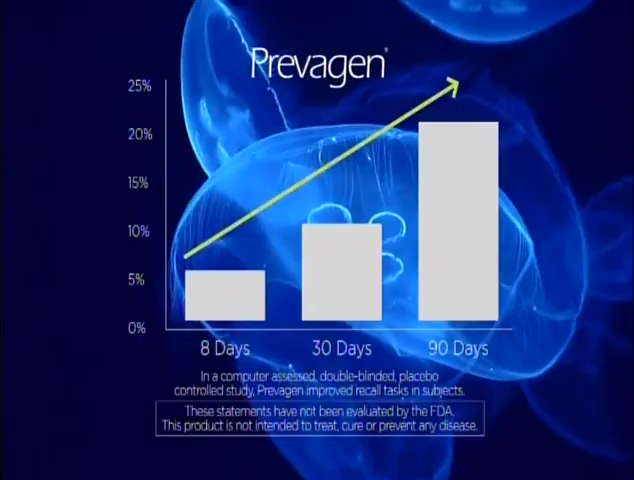 Prevagen®
25%
20%
15%
10%
5%
0%
8 Days 30 Days 90 Days
In a computer assessed, double-blinded, placebo
controlled study, Prevagen improved recall tasks in subjects.
These statements have not been evaluated by the FDA.
This product is not intended to treat, cure or prevent any disease.